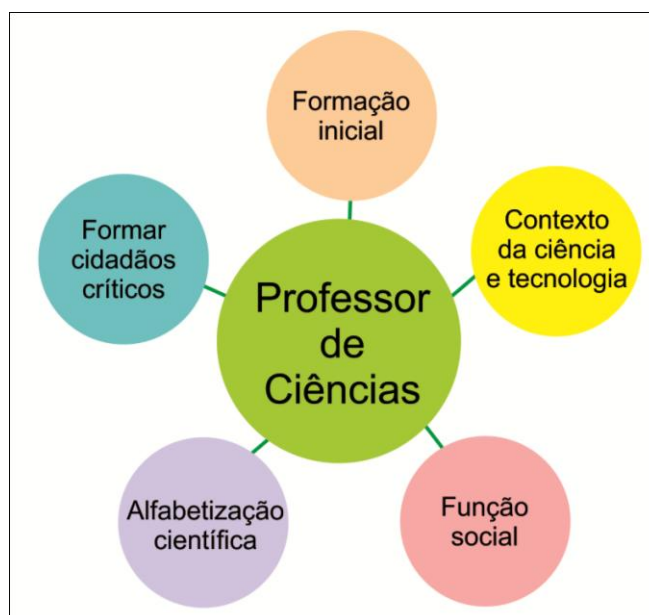 Formação
inicial
Formar
cidadãos
críticos
Contexto
da ciência
e tecnologia
Professor
de
Ciências
Alfabetização
científica
Função
social